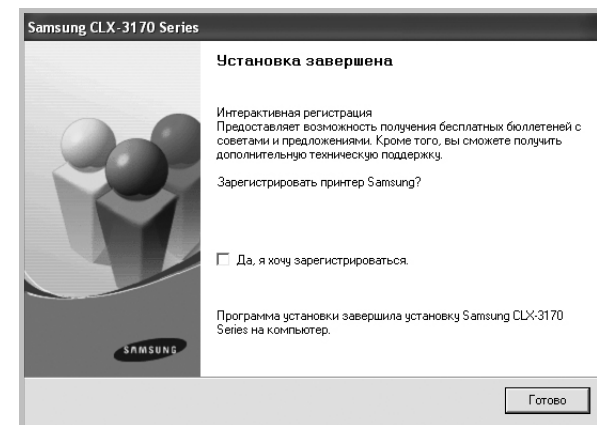 Samsung CLX-3170 Series
Установка завершена
Интерактивная регистрация
Предоставляет возможность получения бесплатных бюллетеней с
советами и предложениями. Кроме того, вы сможете получить
дополнительную техническую поддержку.
Зарегистрировать принтер Samsung?
Да, я хочу зарегистрироваться.
Программа установки завершила установку Samsung CLX-3170
Series на компьютер.
SAMSUNG
Готово